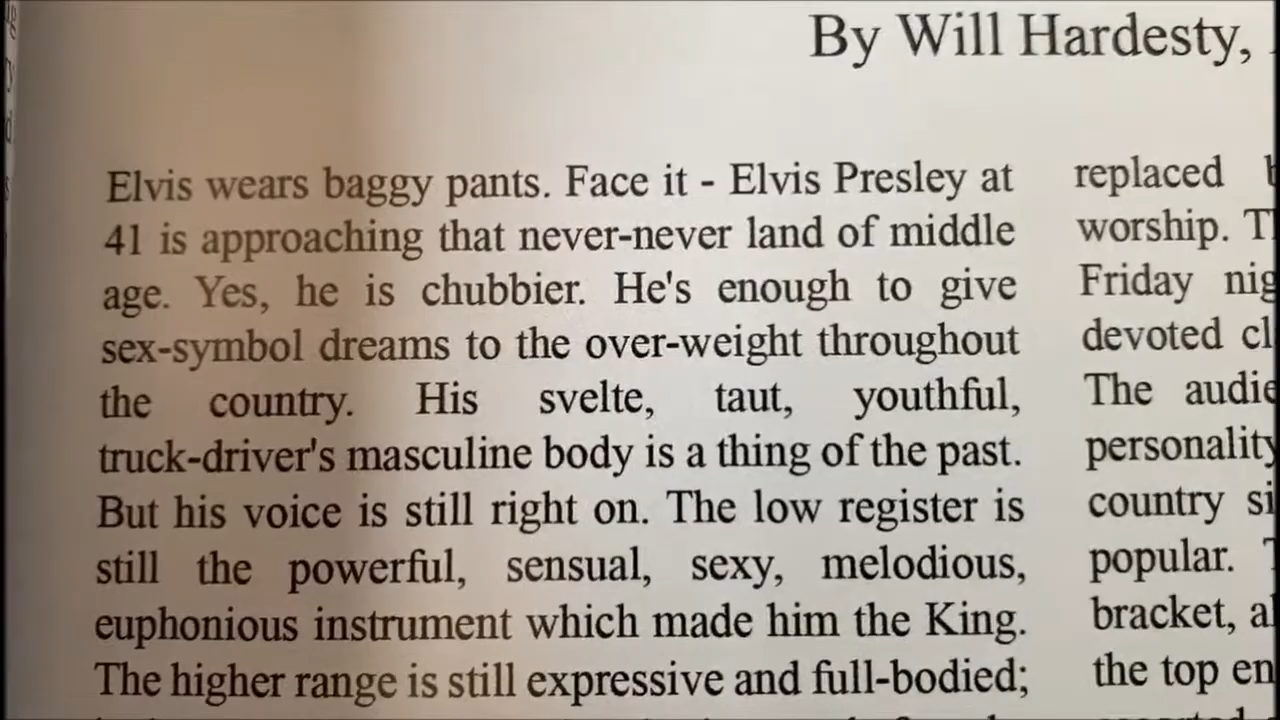 By Will Hardesty,
Elvis wears baggy pants. Face it - Elvis Presley at
41 is approaching that never-never land of middle
age. Yes, he is chubbier. He's enough to give
sex-symbol dreams to the over-weight throughout
the country. His svelte, taut, youthful,
truck-driver's masculine body is a thing of the past.
But his voice is still right on. The low register is
still the powerful, sensual, sexy, melodious,
euphonious instrument which made him the King.
The higher range is still expressive and full-bodied;
replaced
worship.
Friday
devoted
The
personality
country
popular.
bracket,
the top